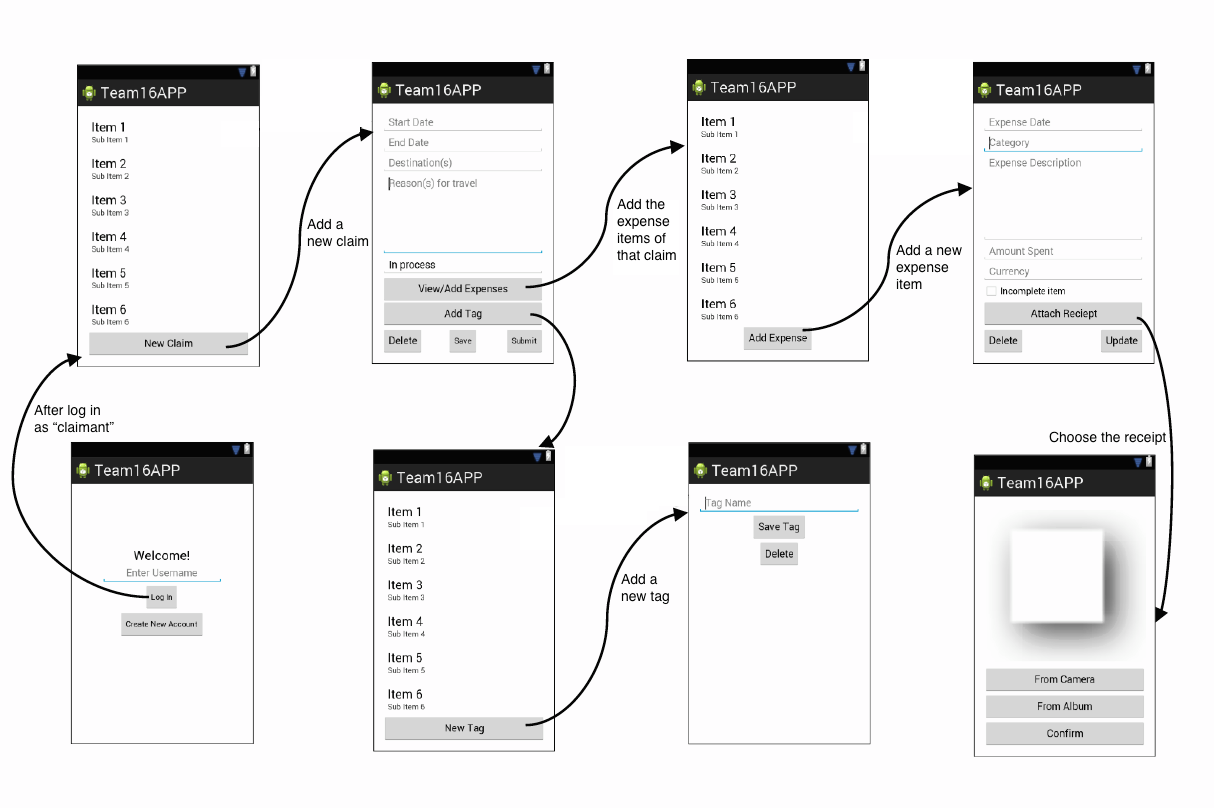 Team16APP
Item 1
Sub Item 1
Item 2
Sub Item 2
Item 3
Sub Item 3
Item 4
Sub Item 4
Item 5
Sub Item 5
Item 6
Sub Item 6
New Claim
Add a
new claim
Team16APP
Start Date
End Date
Destination(s)
Reason(s) for travel
In process
View/Add Expenses
Add Tag
Delete Save Submit
Add the
expense
items of
that claim
Team16APP
Item 1
Sub Item 1
Item 2
Sub Item 2
Item 3
Sub Item 3
Item 4
Sub Item 4
Item 5
Sub Item 5
Item 6
Sub Item 6
Add Expense
Add a new
expense
item
Team16APP
Expense Date
Category
Expense Description
Amount Spent
Currency
Incomplete item
Attach Reciept
Delete Update
After log in
as “claimant”
Team16APP
Welcome!
Enter Username
Log In
Create New Account
Team16APP
Item 1
Sub Item 1
Item 2
Sub Item 2
Item 3
Sub Item 3
Item 4
Sub Item 4
Item 5
Sub Item 5
Item 6
Sub Item 6
New Tag
Add a
new tag
Team16APP
Tag Name
Save Tag
Delete
Choose the receipt
Team16APP
From Camera
From Album
Confirm